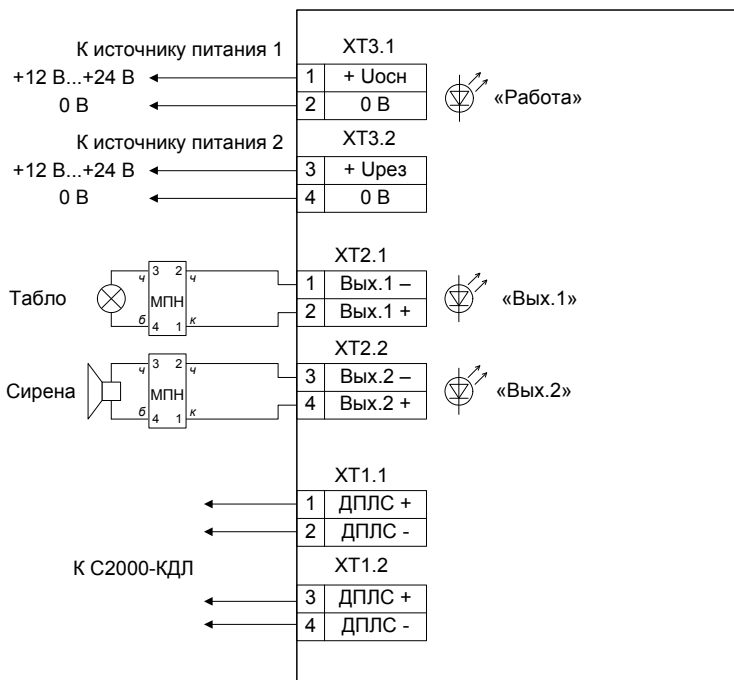 К источнику питания 1
XT3.1
+12 В...+24 В
1 + Uосн
0 В
2 0 В
«Работа»
К источнику питания 2
XT3.2
+12 В...+24 В
3 + Uрез
0 В
4 0 В
XT2.1
Табло
ч 3 2 ч
МПН
б 4 1 к
1 Вых.1 –
2 Вых.1 +
«Вых.1»
XT2.2
Сирена
ч 3 2 ч
МПН
б 4 1 к
3 Вых.2 –
4 Вых.2 +
«Вых.2»
XT1.1
1 ДПЛС +
2 ДПЛС -
К С2000-КДЛ
XT1.2
3 ДПЛС +
4 ДПЛС -